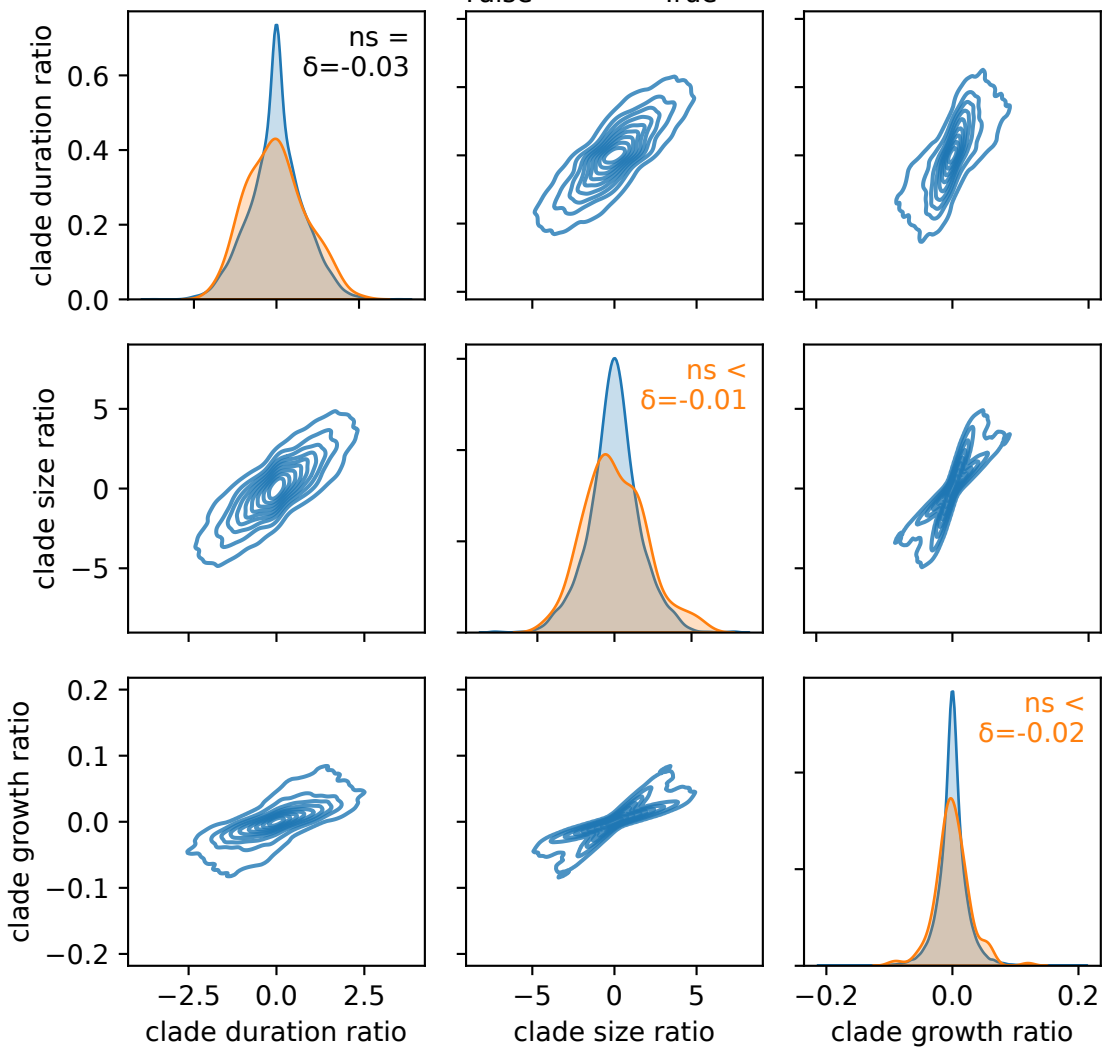 clade duration ratio
0.6
0.4
0.2
0.0
ns =
δ=-0.03
clade size ratio
5
0
−5
ns <
δ=-0.01
clade growth ratio
0.2
0.1
0.0
−0.1
−0.2
ns <
δ=-0.02
−2.5 0.0 2.5
−5 0 5
−0.2 0.0 0.2
clade duration ratio
clade size ratio
clade growth ratio